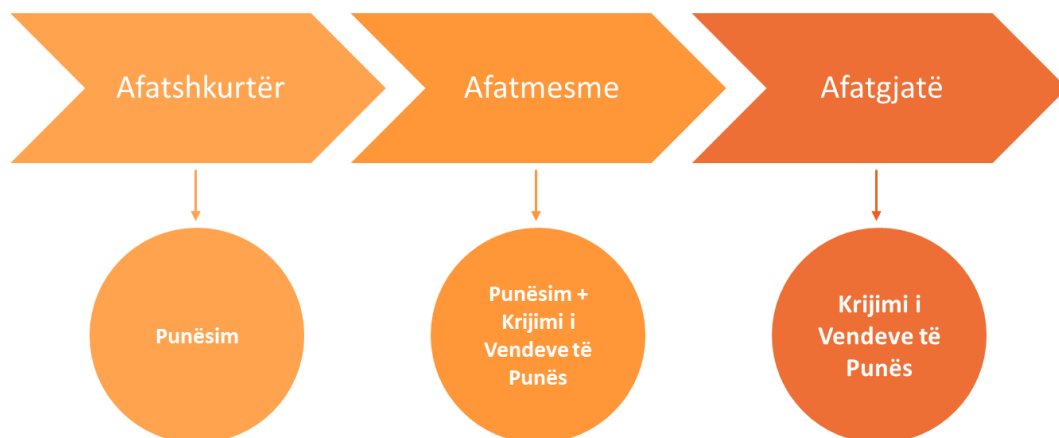 Afatshkurtër
Afatmesme
Afatgjatë
Punësim
Punësim +
Krijimi i
Vendeve të
Punës
Krijimi i
Vendeve të
Punës